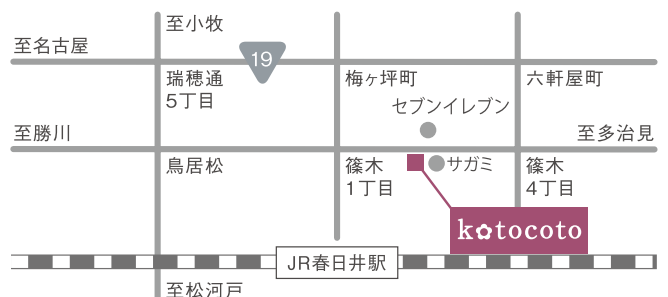 至小牧
至名古屋
19
瑞穂通
5丁目
梅ヶ坪町
六軒屋町
セブンイレブン
至勝川
至多治見
鳥居松
篠木
1丁目
サガミ
篠木
4丁目
kotocoto
JR春日井駅
至松河戸